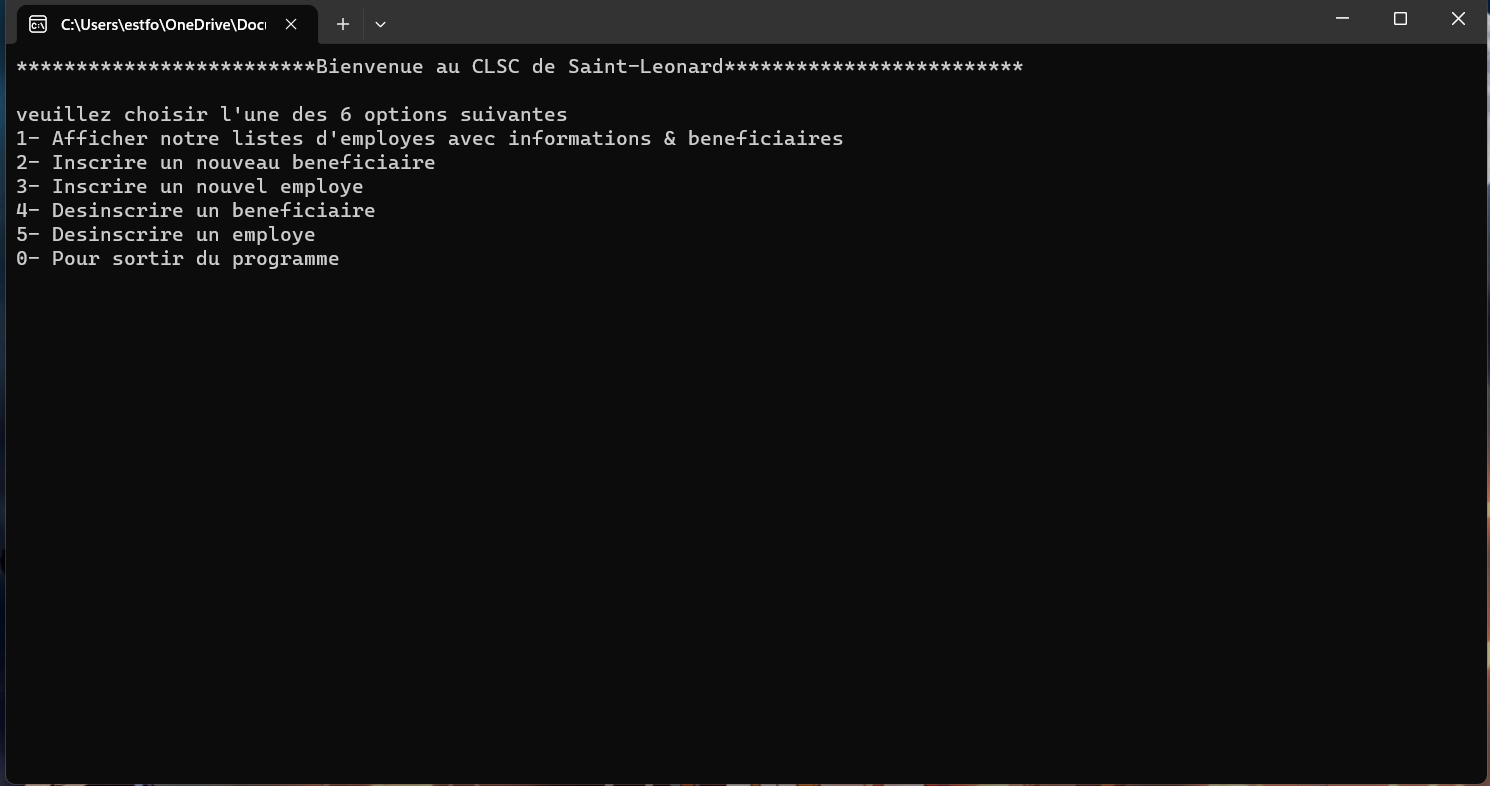 C:\Users\estfo\OneDrive\Doc
*************************Bienvenue au CLSC de Saint-Leonard*************************
veuillez choisir l'une des 6 options suivantes
1- Afficher notre listes d'employes avec informations & beneficiaires
2- Inscrire un nouveau beneficiaire
3- Inscrire un nouvel employe
4- Desinscrire un beneficiaire
5- Desinscrire un employe
0- Pour sortir du programme